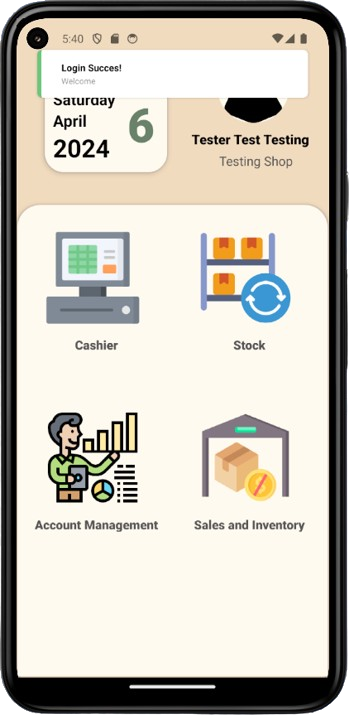 5:40
Login Succes!
Welcome
Saturday
April
6
2024
Tester Test Testing
Testing Shop
Cashier
Stock
Account Management
Sales and Inventory